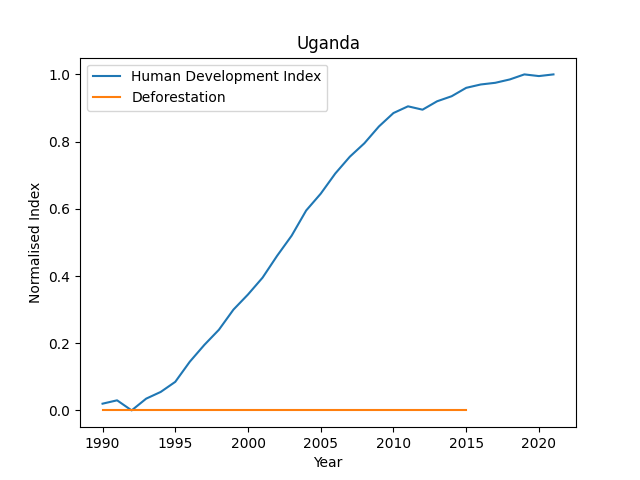 Uganda
Human Development Index
Deforestation
1.0
0.8
0.6
0.4
0.2
0.0
Normalised Index
1990 1995 2000 2005 2010 2015 2020
Year